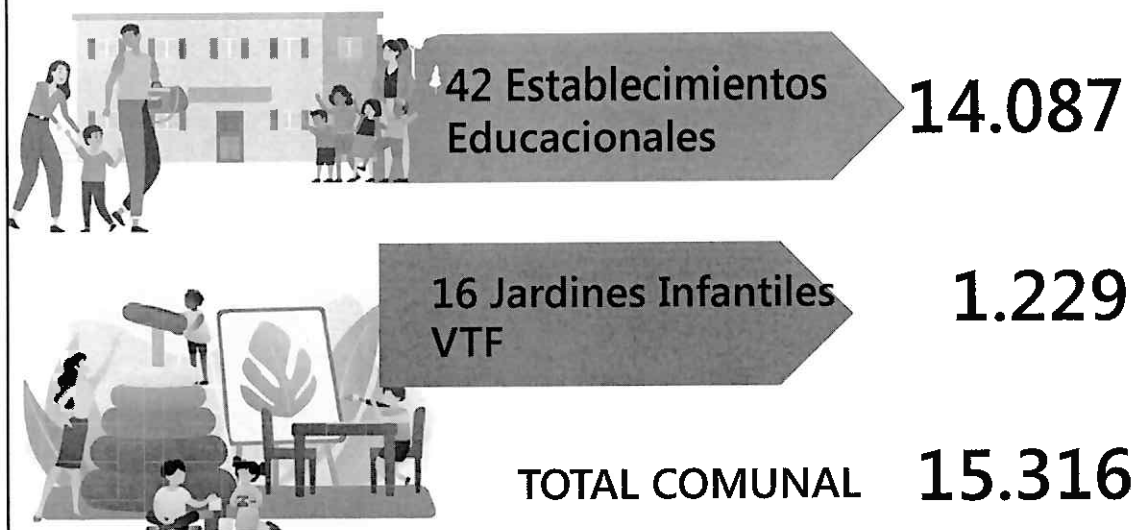 42 Establecimientos
Educacionales
14.087
16 Jardines Infantiles
VTF
1.229
TOTAL COMUNAL 15.316